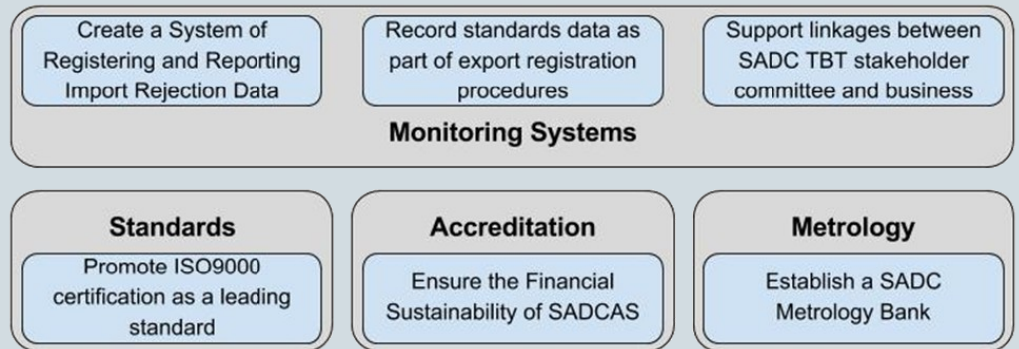 Create a System of
Registering and Reporting
Import Rejection Data
Record standards data as
part of export registration
procedures
Support linkages between
SADC TBT stakeholder
committee and business
Monitoring Systems
Standards
Promote ISO9000
certification as a leading
standard
Accreditation
Ensure the Financial
Sustainability of SADCAS
Metrology
Establish a SADC
Metrology Bank